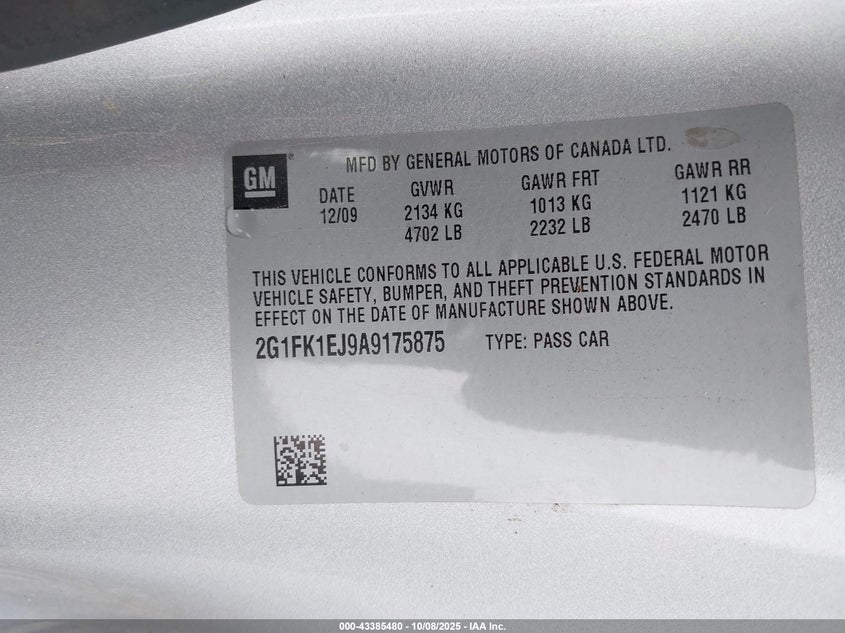 GM
MFD BY GENERAL MOTORS OF CANADA LTD.
DATE GVWR GAWR FRT GAWR RR
12/09 2134 KG 1013 KG 1121 KG
4702 LB 2232 LB 2470 LB
THIS VEHICLE CONFORMS TO ALL APPLICABLE U.S. FEDERAL MOTOR
VEHICLE SAFETY, BUMPER, AND THEFT PREVENTION STANDARDS IN
EFFECT ON THE DATE OF MANUFACTURE SHOWN ABOVE.
2G1FK1EJ9A9175875 TYPE: PASS CAR
000-43385480 - 10/08/2025 - IAA Inc.